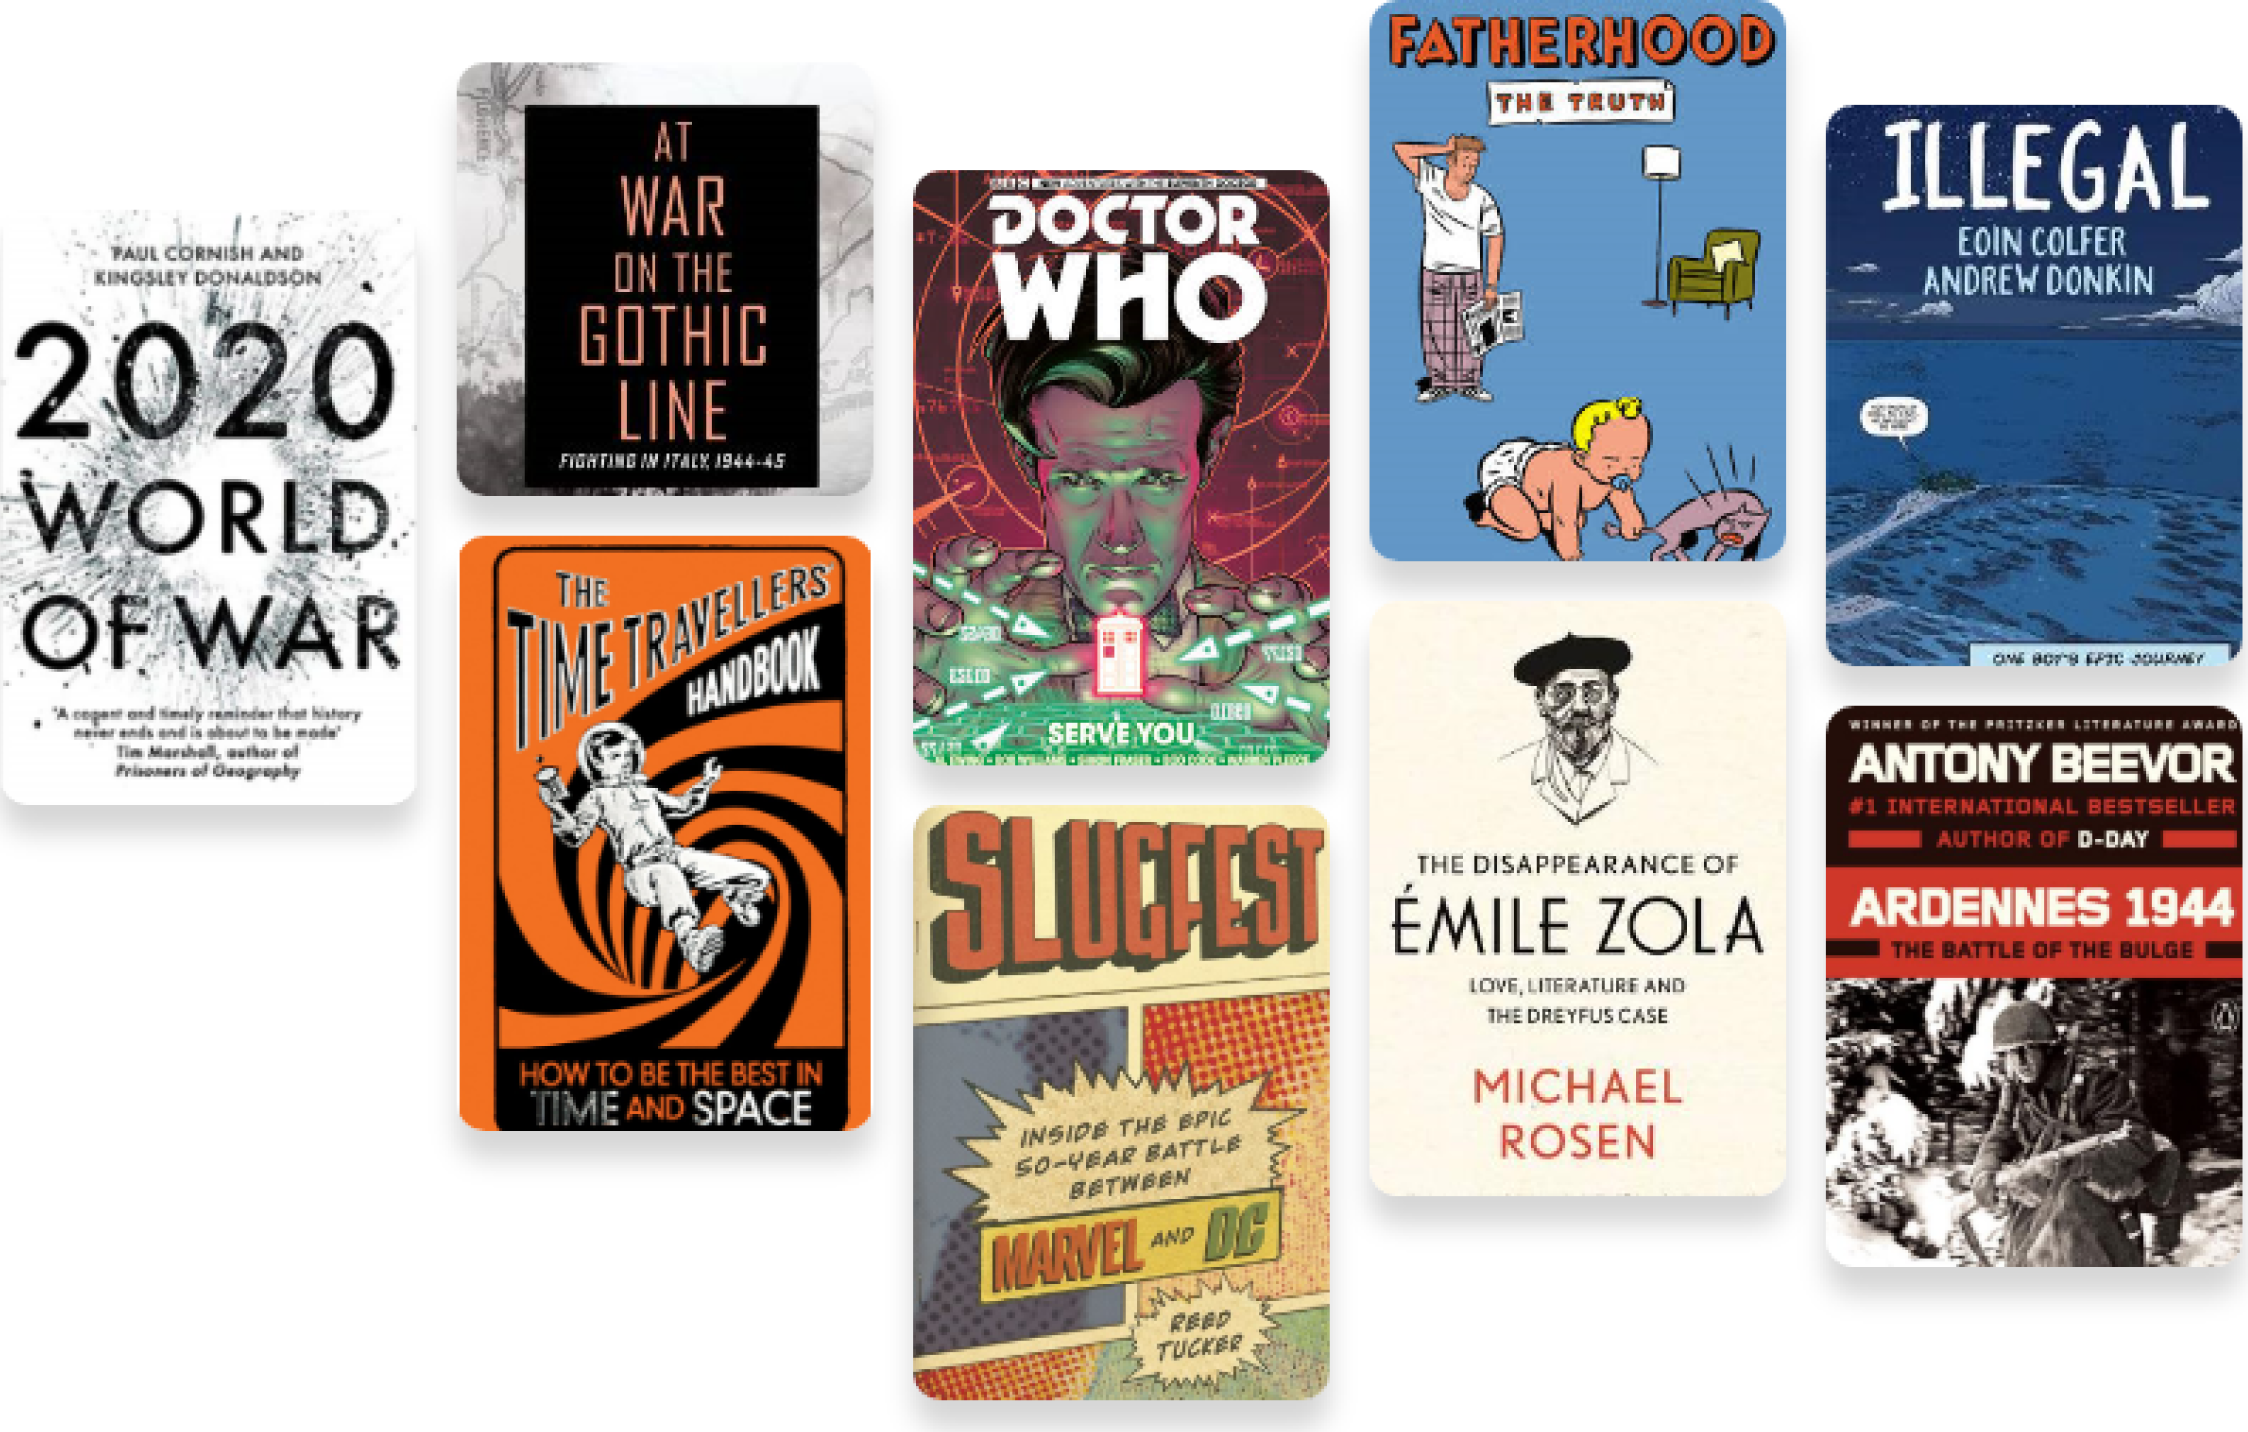 PAUL CORNISH AND
KINGSLEY DONALDSON
2020
WORLD
OF WAR
'A cogent and timely reminder that history
never ends and is about to be made'
Tim Marshall, author of
Prisoners of Geography
FLORENCE
AT
WAR
ON THE
GOTHIC
LINE
FIGHTING IN ITALY, 1944-45
THE
TIME TRAVELLERS'
HANDBOOK
HOW TO BE THE BEST IN
TIME AND SPACE
DOCTOR
WHO
SERVE YOU
SLUGFEST
INSIDE THE EPIC
50-YEAR BATTLE
BETWEEN
MARVEL AND DC
REED
TUCKER
FATHERHOOD
THE TRUTH
THE DISAPPEARANCE OF
ÉMILE ZOLA
LOVE, LITERATURE AND
THE DREYFUS CASE
MICHAEL
ROSEN
ILLEGAL
EOIN COLFER
ANDREW DONKIN
ONE BOY'S EPIC JOURNEY
WINNER OF THE PRITZKER LITERATURE AWARD
ANTONY BEEVOR
#1 INTERNATIONAL BESTSELLER
AUTHOR OF D-DAY
ARDENNES 1944
THE BATTLE OF THE BULGE